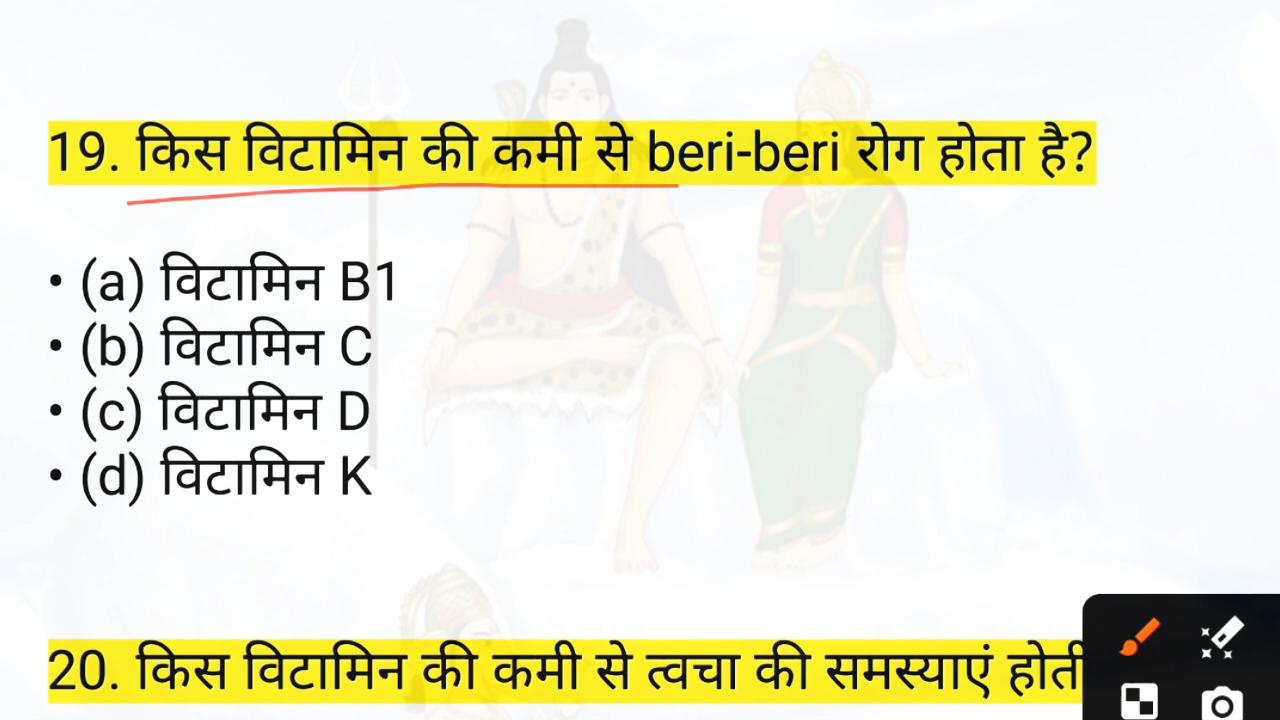 19. किस विटामिन की कमी से beri-beri रोग होता है?
• (a) विटामिन B1
• (b) विटामिन C
• (c) विटामिन D
• (d) विटामिन K
20. किस विटामिन की कमी से त्वचा की समस्याएं होती